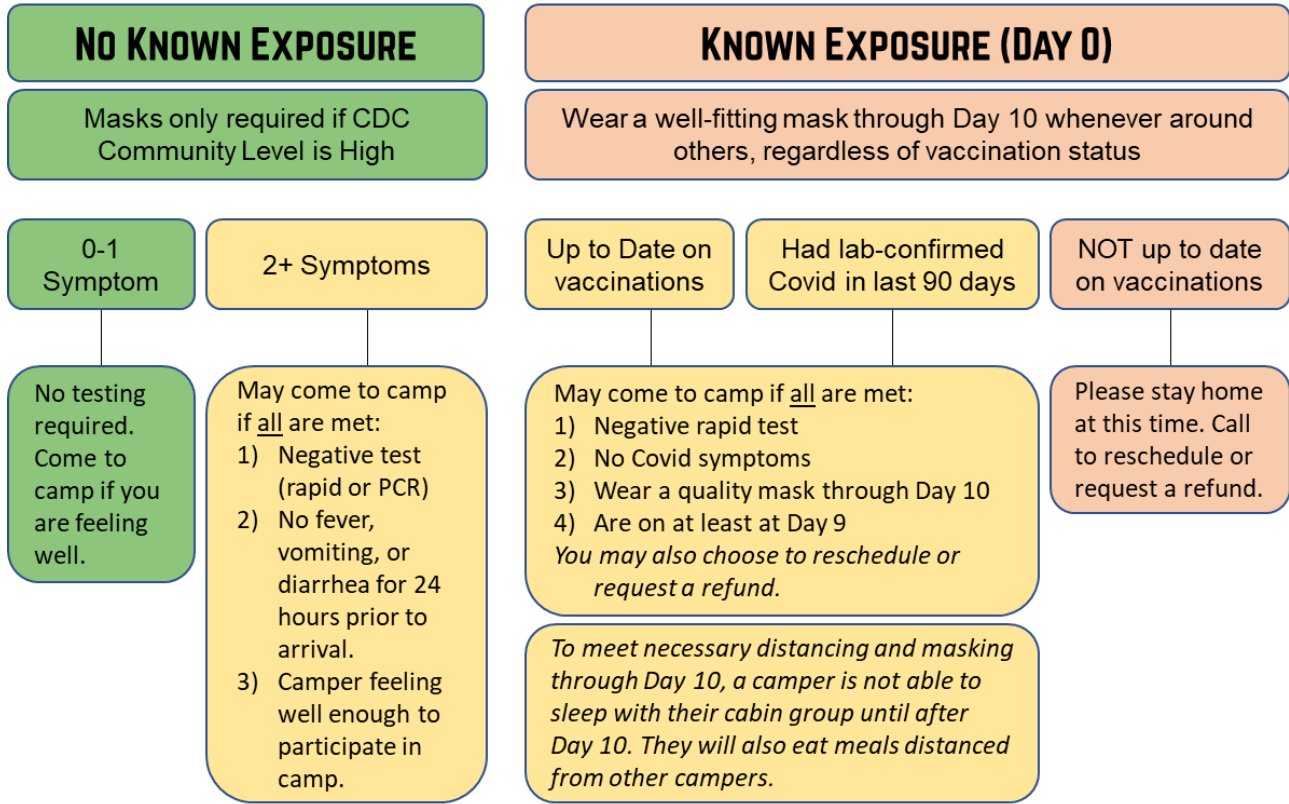 No Known Exposure
Masks only required if CDC
Community Level is High
0-1
Symptom
2+ Symptoms
No testing
required.
Come to
camp if you
are feeling
well.
May come to camp
if all are met:
1) Negative test
(rapid or PCR)
2) No fever,
vomiting, or
diarrhea for 24
hours prior to
arrival.
3) Camper feeling
well enough to
participate in
camp.
Known Exposure (Day 0)
Wear a well-fitting mask through Day 10 whenever around
others, regardless of vaccination status
Up to Date on
vaccinations
Had lab-confirmed
Covid in last 90 days
NOT up to date
on vaccinations
May come to camp if all are met:
1) Negative rapid test
2) No Covid symptoms
3) Wear a quality mask through Day 10
4) Are on at least at Day 9
You may also choose to reschedule or
request a refund.
To meet necessary distancing and masking
through Day 10, a camper is not able to
sleep with their cabin group until after
Day 10. They will also eat meals distanced
from other campers.
Please stay home
at this time. Call
to reschedule or
request a refund.